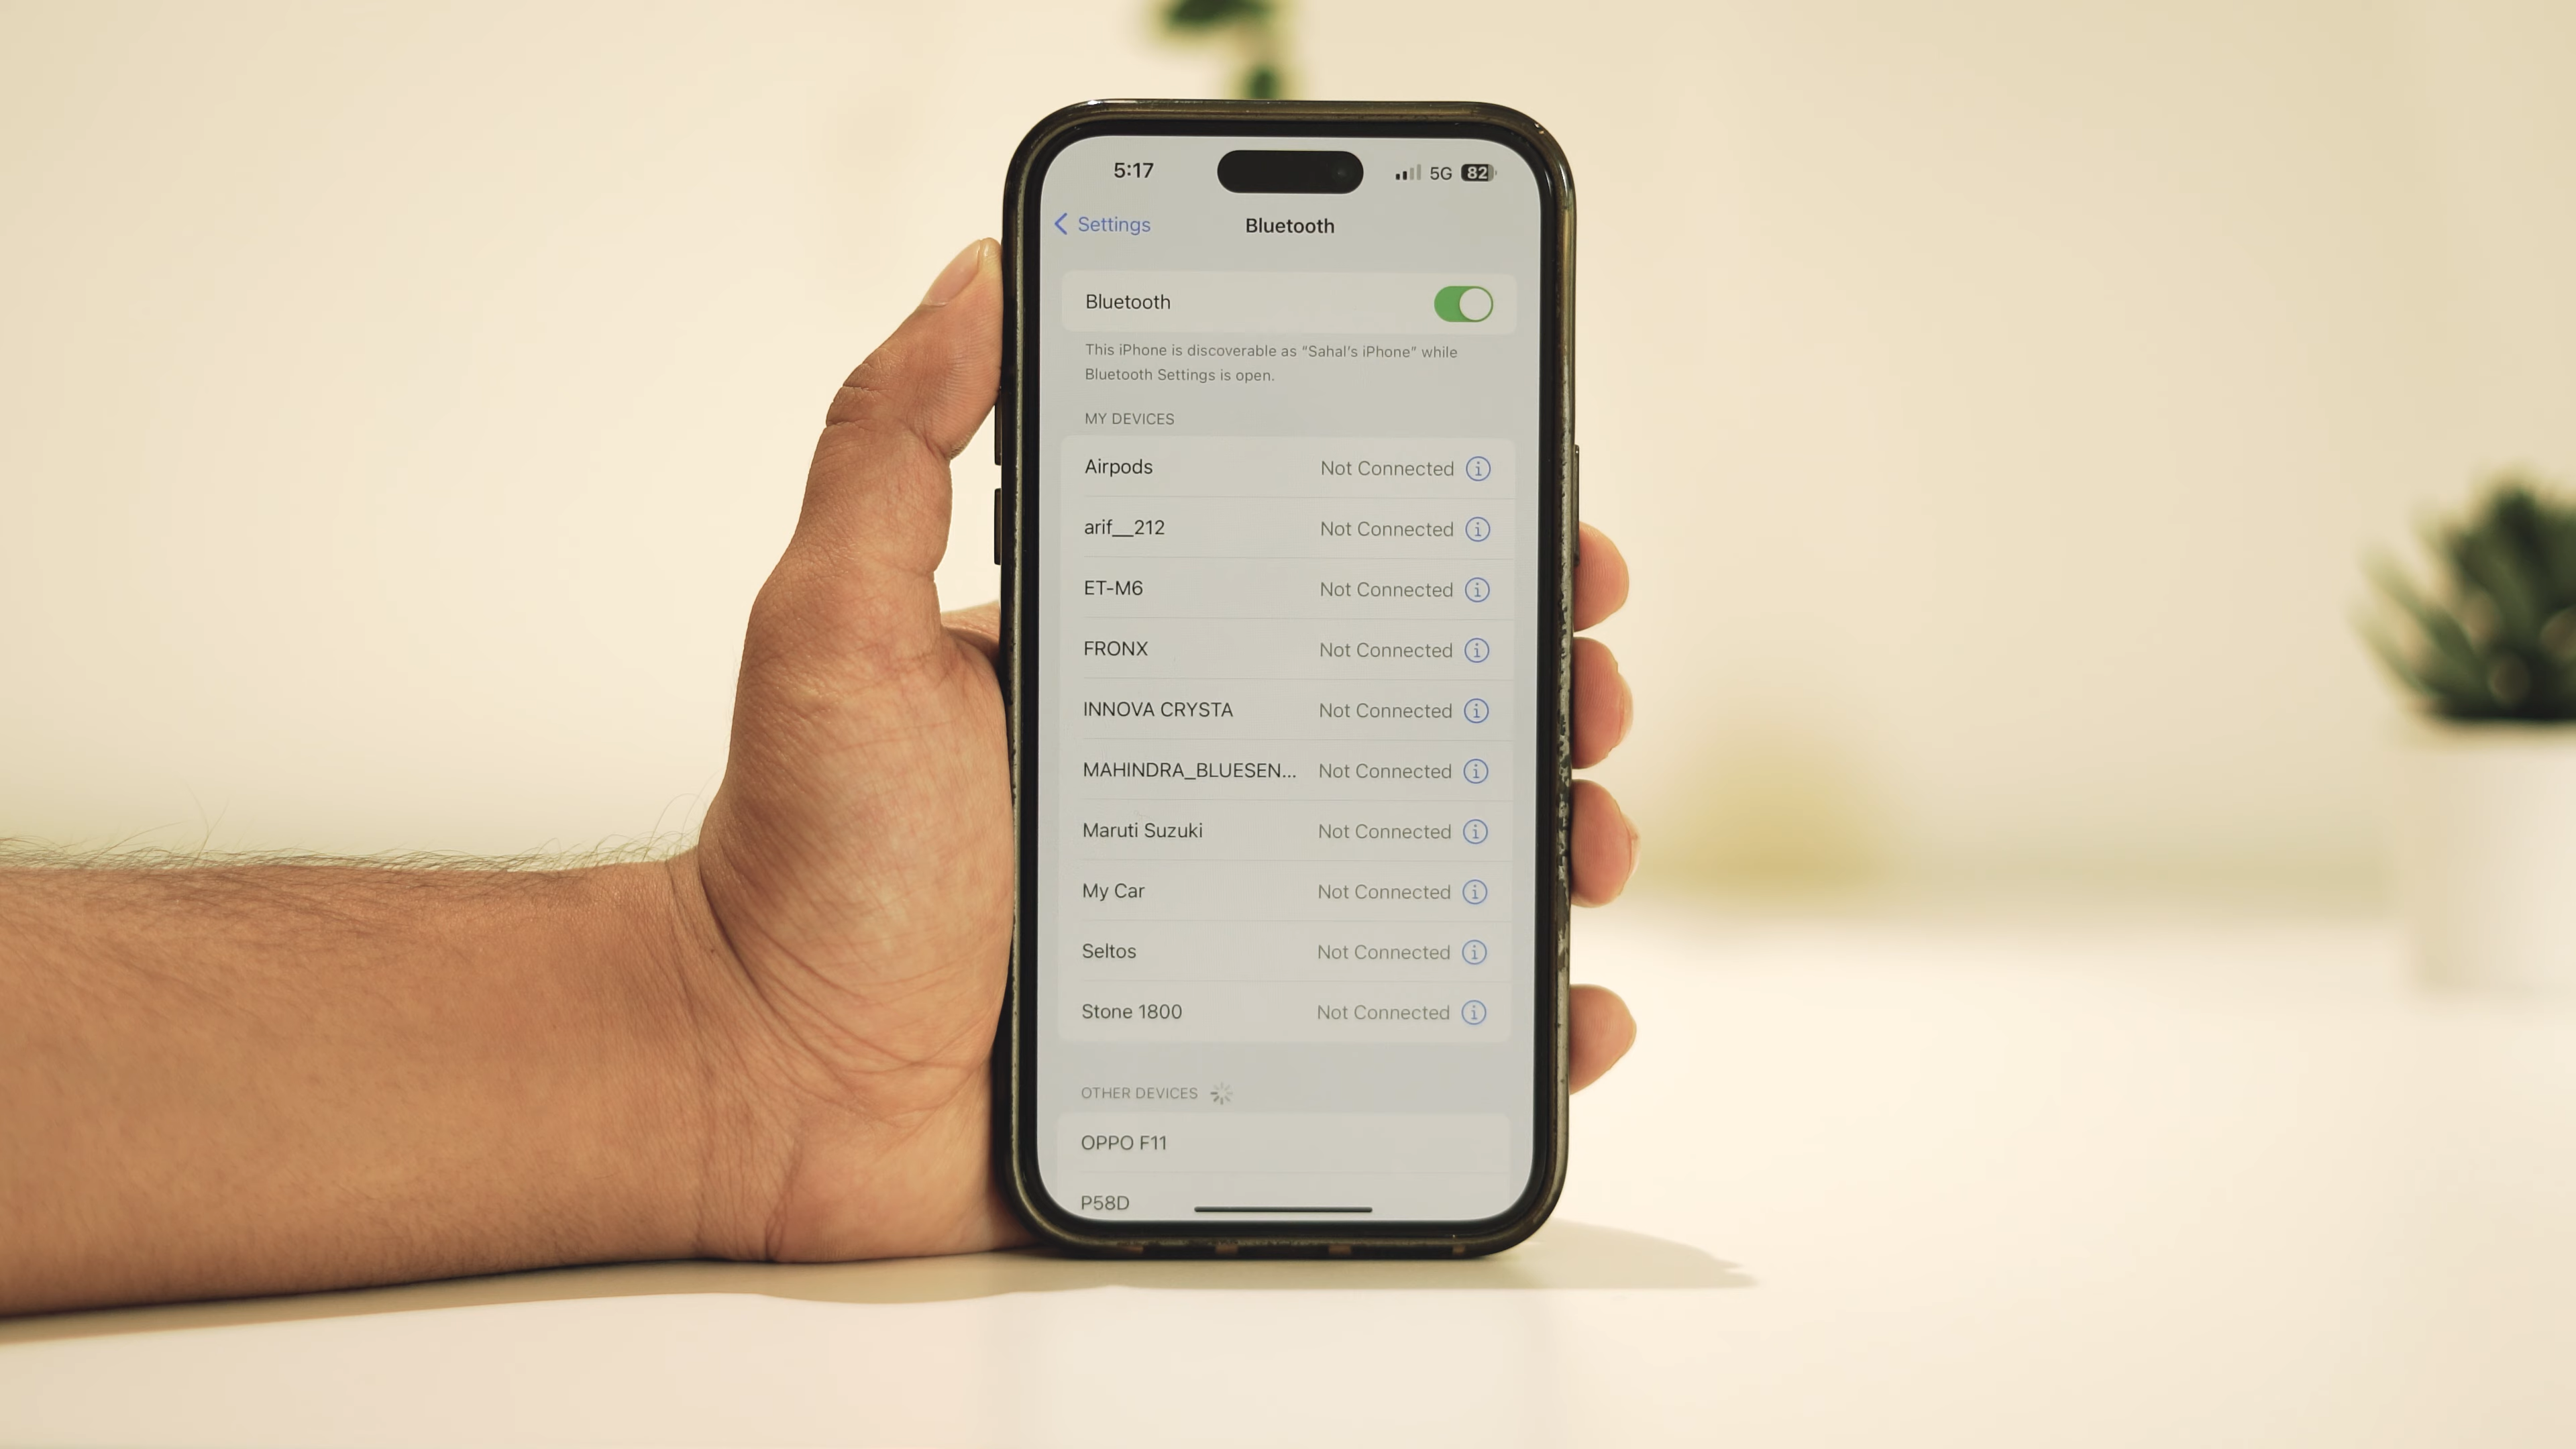 5:17
5G 82
Settings
Bluetooth
Bluetooth
This iPhone is discoverable as “Sahal’s iPhone” while
Bluetooth Settings is open.
MY DEVICES
Airpods Not Connected
arif__212 Not Connected
ET-M6 Not Connected
FRONX Not Connected
INNOVA CRYSTA Not Connected
MAHINDRA_BLUESEN... Not Connected
Maruti Suzuki Not Connected
My Car Not Connected
Seltos Not Connected
Stone 1800 Not Connected
OTHER DEVICES
OPPO F11
P58D